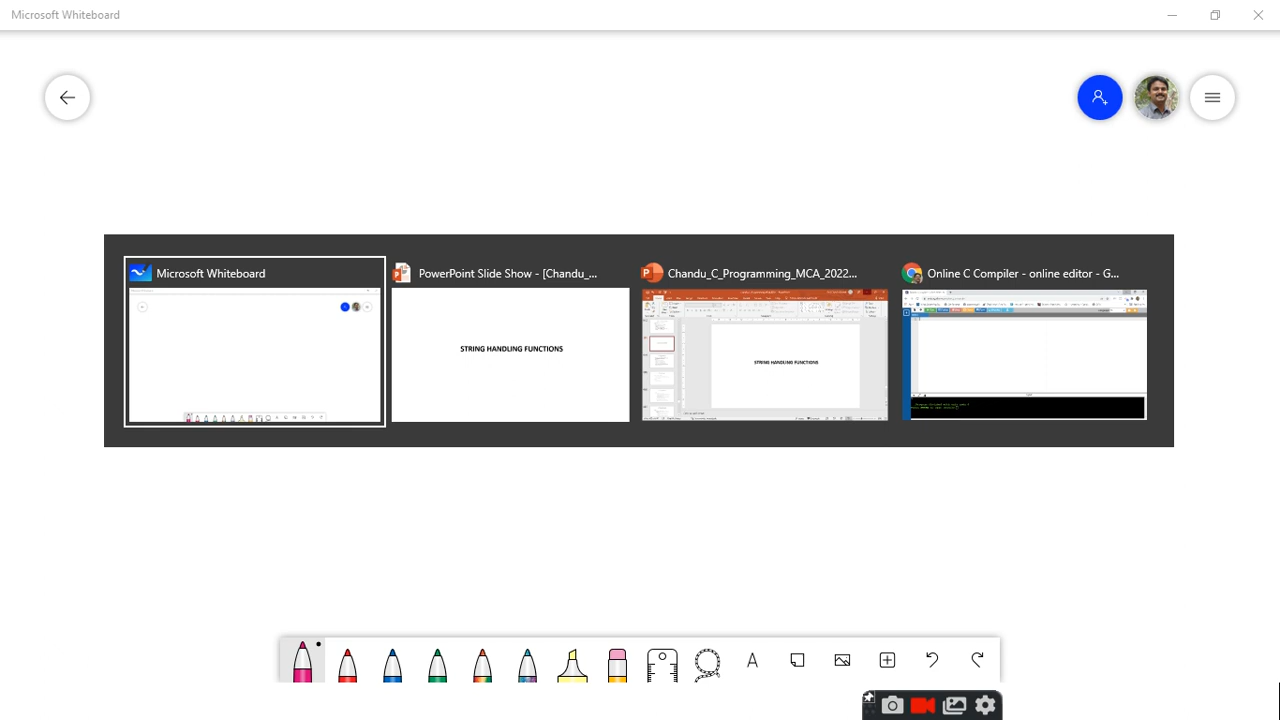 Microsoft Whiteboard
Microsoft Whiteboard
PowerPoint Slide Show - [Chandu_...
Chandu_C_Programming_MCA_2022...
Online C Compiler - online editor - G...
STRING HANDLING FUNCTIONS
STRING HANDLING FUNCTIONS